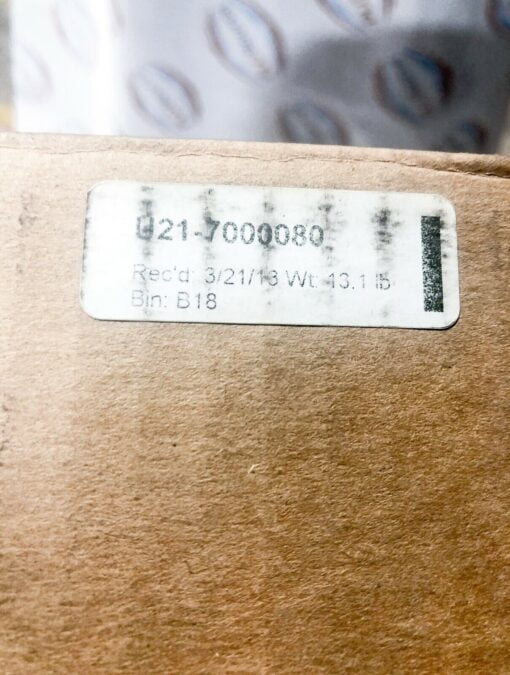 021-7000080
Rec'd: 3/21/13 Wt: 13.1 lb
Bin: B18